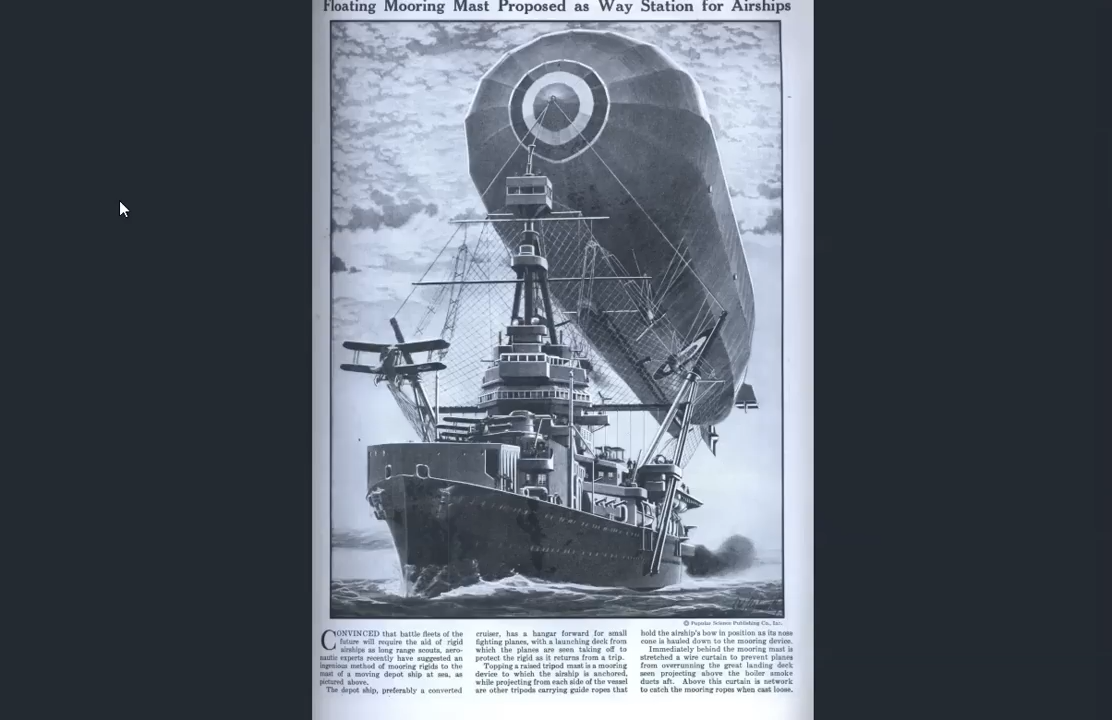 Floating Mooring Mast Proposed as Way Station for Airships
© Popular Science Publishing Co., Inc.
CONVINCED that battle fleets of the
future will require the aid of rigid
airships as long range scouts, aero-
nautic experts recently have suggested an
ingenious method of mooring rigids to the
mast of a moving depot ship at sea, as
pictured above.
The depot ship, preferably a converted
cruiser, has a hangar forward for small
fighting planes, with a launching deck from
which the planes are seen taking off to
protect the rigid as it returns from a trip.
Topping a raised tripod mast is a mooring
device to which the airship is anchored,
while projecting from each side of the vessel
are other tripods carrying guide ropes that
hold the airship's bow in position as its nose
cone is hauled down to the mooring device.
Immediately behind the mooring mast is
stretched a wire curtain to prevent planes
from overrunning the great landing deck
seen projecting above the boiler smoke
ducts aft. Above this curtain is network
to catch the mooring ropes when cast loose.